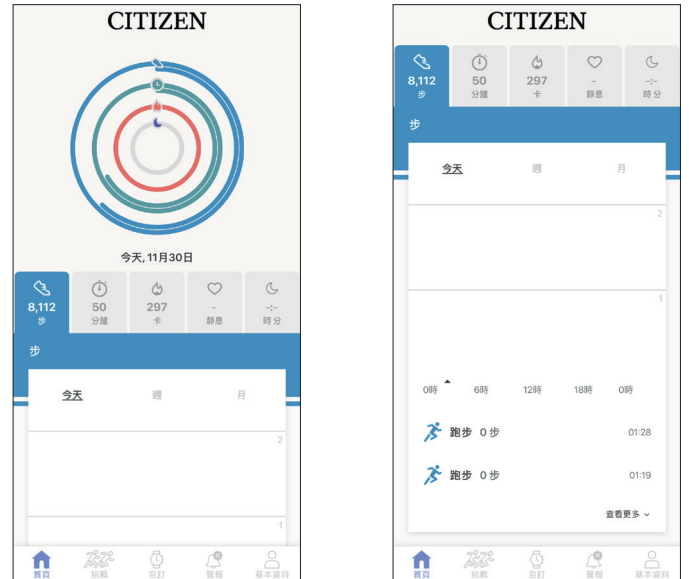 CITIZEN
今天, 11月30日
8,112 50 297 - -:-
步 分鐘 卡 靜息 時 分
步
今天 週 月
2
1
首頁 挑戰 自訂 警報 基本資料
CITIZEN
8,112 50 297 - -:-
步 分鐘 卡 靜息 時 分
步
今天 週 月
2
1
0時 6時 12時 18時 0時
跑步 0 步 01:28
跑步 0 步 01:19
查看更多
首頁 挑戰 自訂 警報 基本資料